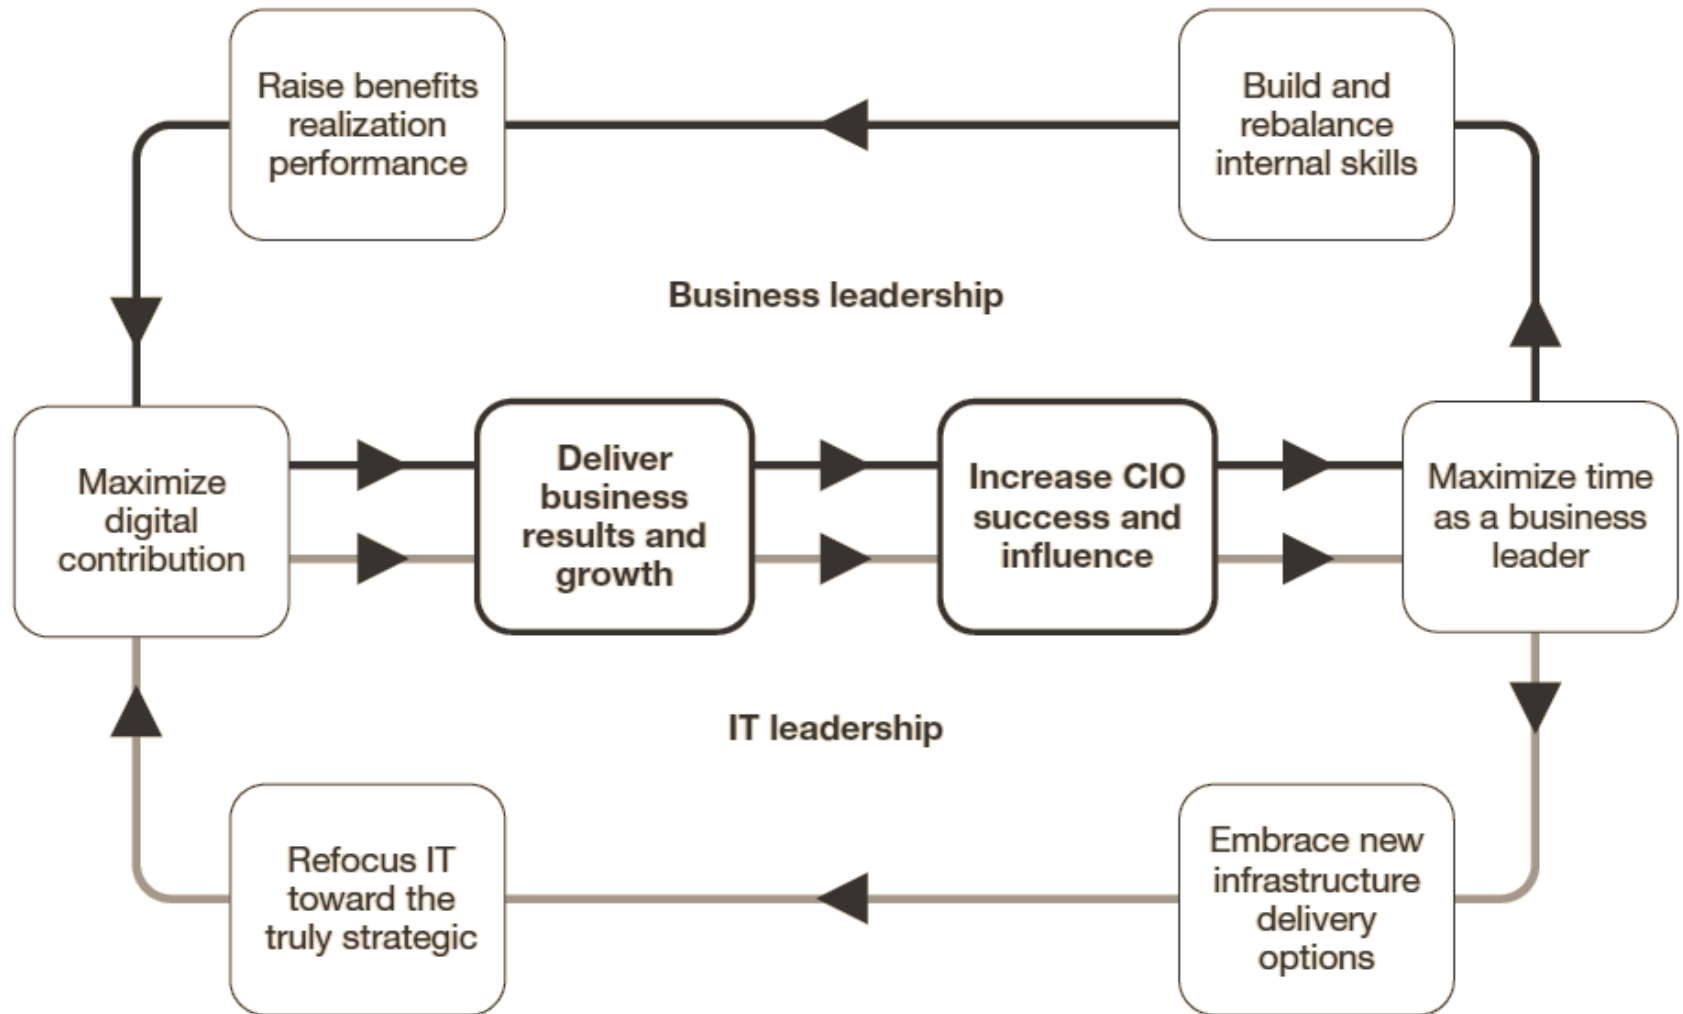 Raise benefits
realization
performance
Build and
rebalance
internal skills
Business leadership
Maximize
digital
contribution
Deliver
business
results and
growth
Increase CIO
success and
influence
Maximize time
as a business
leader
IT leadership
Refocus IT
toward the
truly strategic
Embrace new
infrastructure
delivery
options